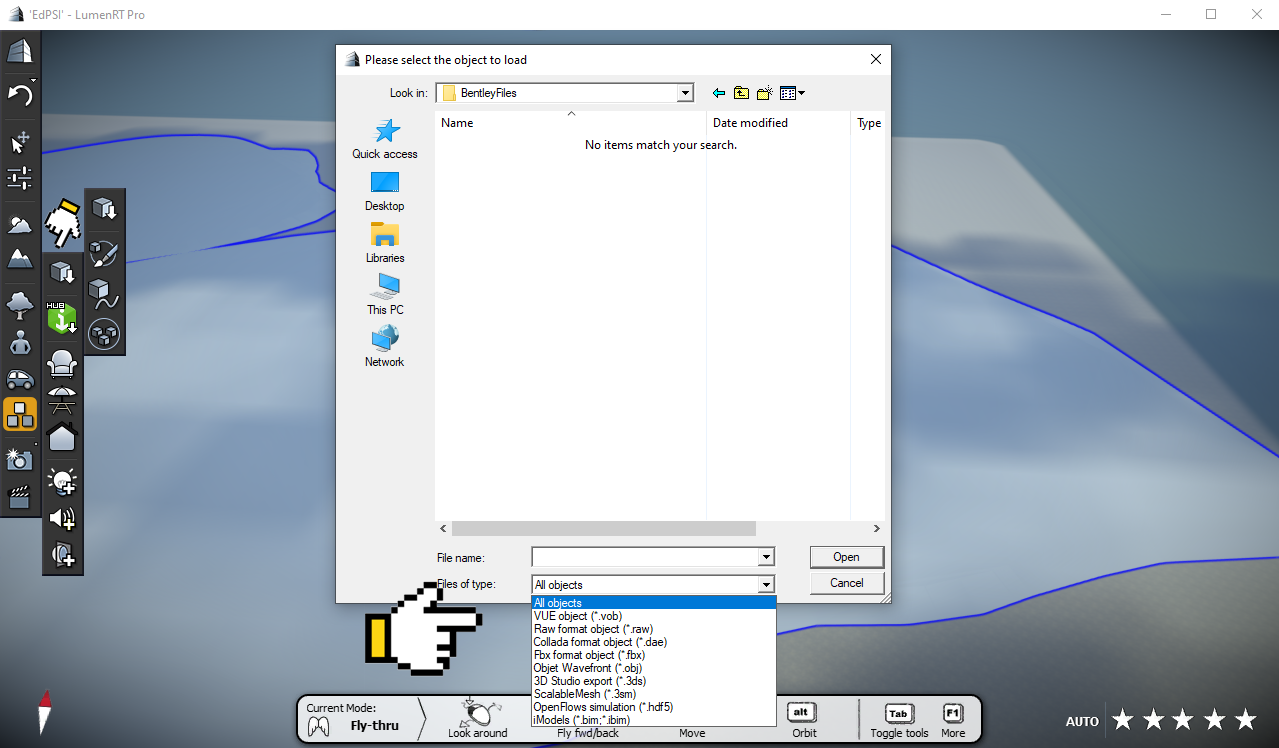 'EdPSI' - LumenRT Pro
Please select the object to load
Look in:
BentleyFiles
Name
Date modified
Type
No items match your search.
Quick access
Desktop
Libraries
This PC
Network
HUB
File name:
Open
Files of type:
All objects
Cancel
All objects
VUE object (*.vob)
Raw format object (*.raw)
Collada format object (*.dae)
Fbx format object (*.fbx)
Objet Wavefront (*.obj)
3D Studio export (*.3ds)
ScalableMesh (*.3sm)
OpenFlows simulation (*.hdf5)
iModels (*.bim;*.ibim)
Current Mode:
Fly-thru
Look around
Fly fwd/back
Move
alt
Orbit
Tab
Toggle tools
F1
More
AUTO